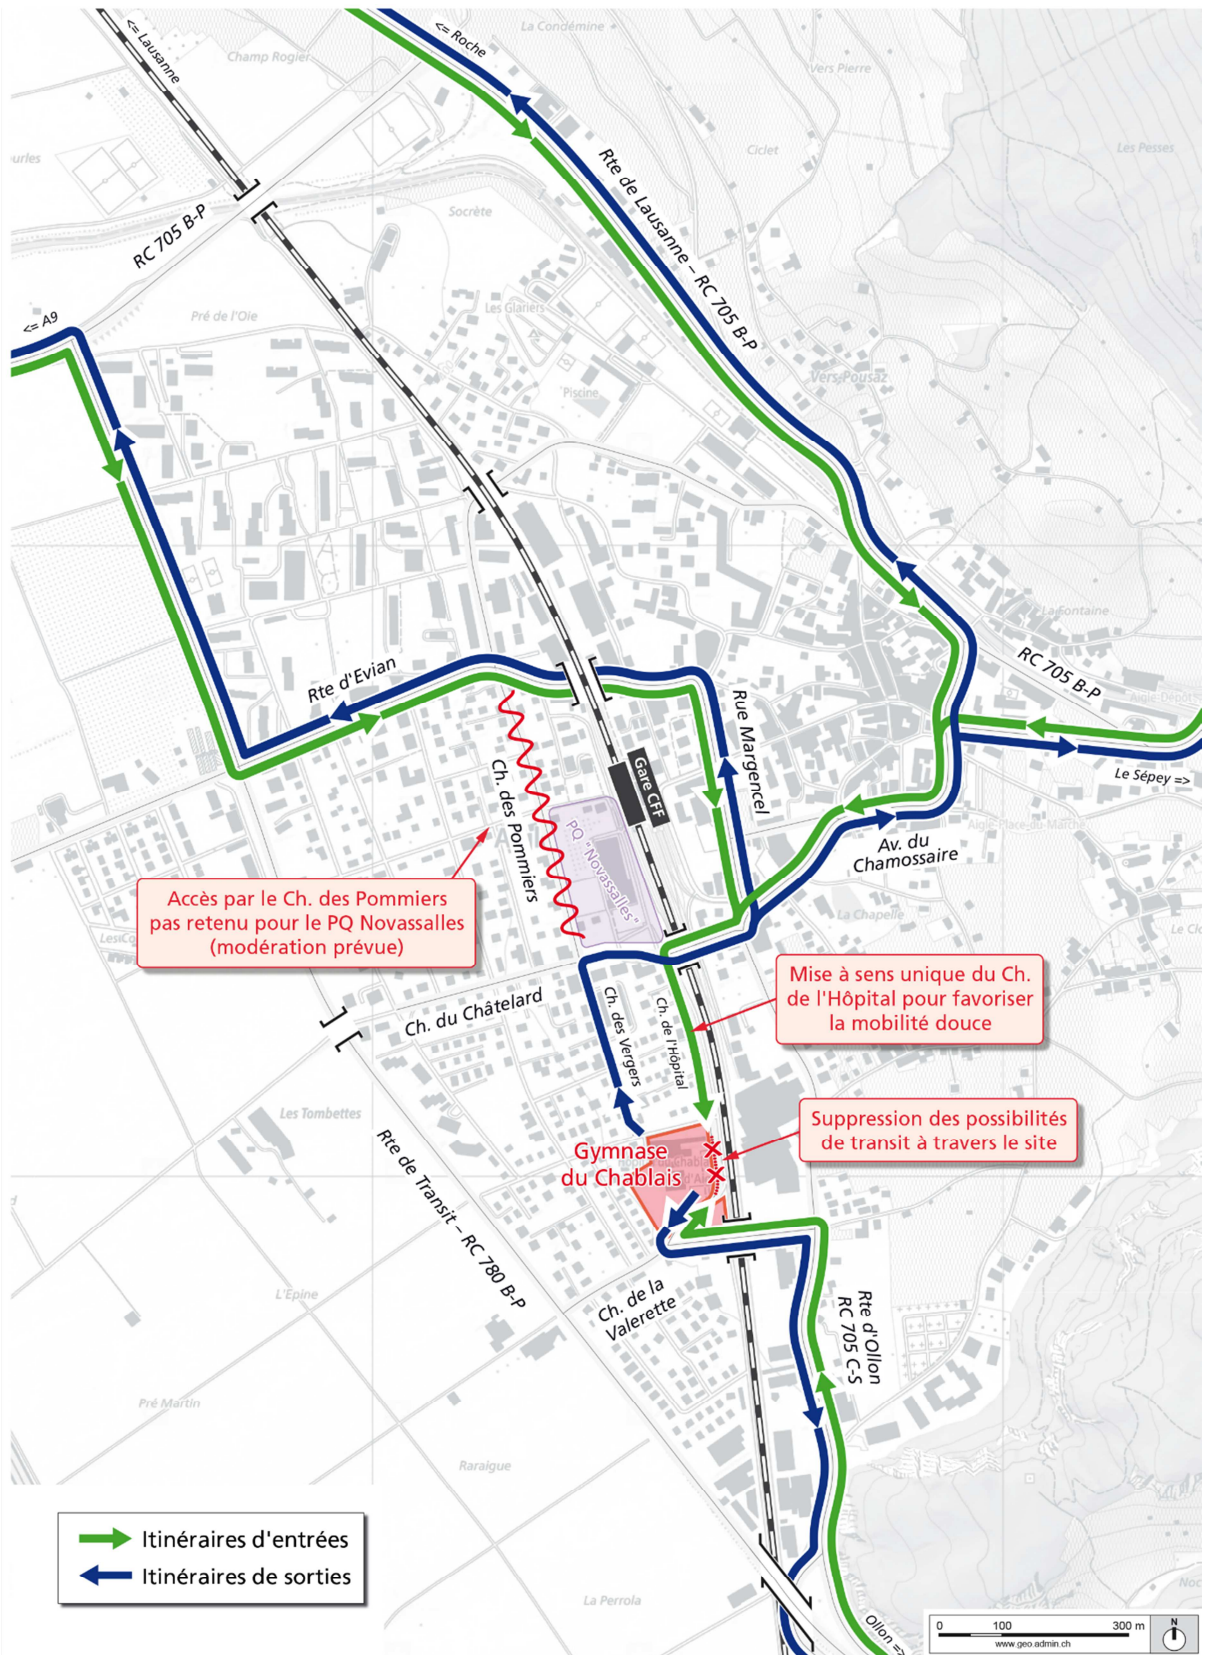 <= Lausanne
<= Roche
La Condémine
Champ Rogier
Vers Pierre
Ciclet
Les Pesses
Socrète
RC 705 B-P
Rte de Lausanne – RC 705 B-P
Les Glariers
Pré de l'Oie
<= A9
Piscine
Vers-Pousaz
La Fontaine
RC 705 B-P
Rte d'Evian
Rue Margencel
Gare CFF
Le Sépey =>
Ch. des Pommiers
PQ "Novassalles"
Av. du
Chamossaire
Accès par le Ch. des Pommiers
pas retenu pour le PQ Novassalles
(modération prévue)
La Chapelle
Mise à sens unique du Ch.
de l'Hôpital pour favoriser
la mobilité douce
Ch. du Châtelard
Ch. des Vergers
Ch. de l'Hôpital
Les Tombettes
Suppression des possibilités
de transit à travers le site
Gymnase
du Chablais
Rte de Transit – RC 780 B-P
L'Epine
Ch. de la
Valerette
Rte d'Ollon
RC 705 C-S
Pré Martin
Raraigue
Itinéraires d'entrées
Itinéraires de sorties
La Perrola
Ollon =>
0 100 300 m
www.geo.admin.ch
N